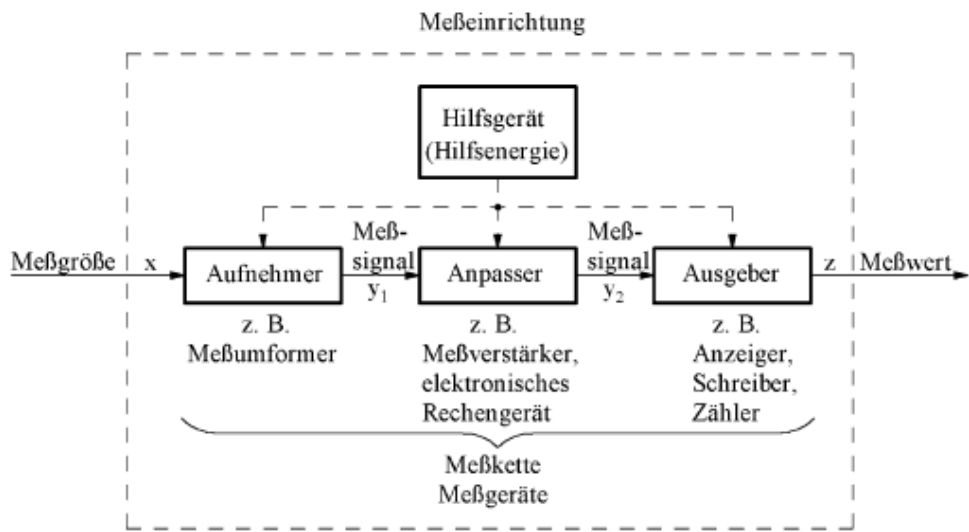 Meßeinrichtung
Hilfsgerät
(Hilfsenergie)
Meßgröße x
Aufnehmer
Meß-
signal
y₁
Anpasser
Meß-
signal
y₂
Ausgeber
z Meßwert
z. B.
Meßumformer
z. B.
Meßverstärker,
elektronisches
Rechengerät
z. B.
Anzeiger,
Schreiber,
Zähler
Meßkette
Meßgeräte